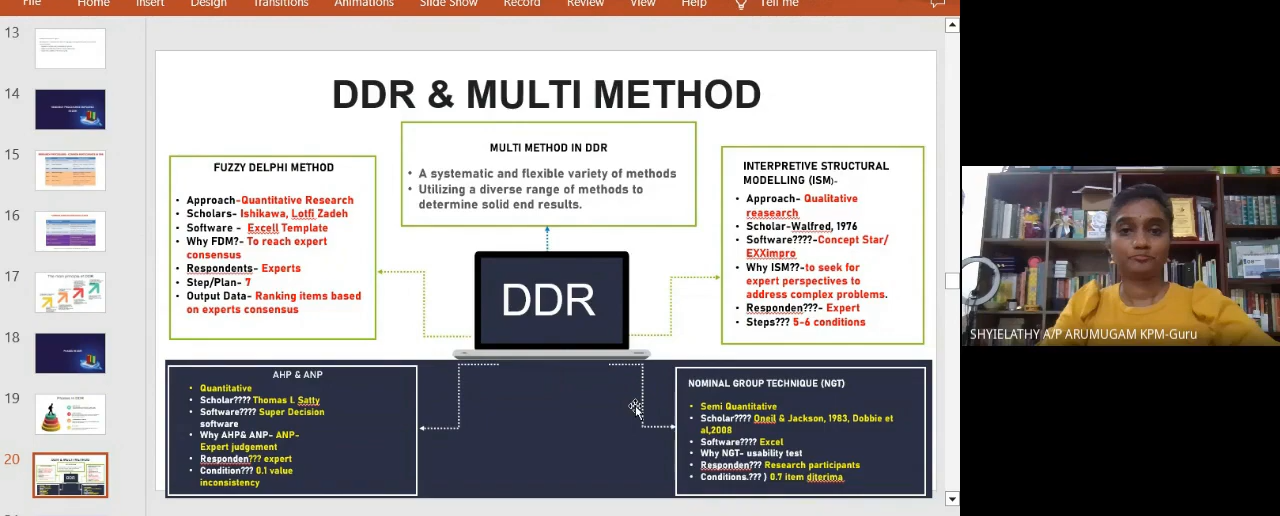 File Home Insert Design Transitions Animations Slide Show Record Review View Help Tell me
13
14
15
16
17
18
19
20
DDR & MULTI METHOD
MULTI METHOD IN DDR
• A systematic and flexible variety of methods
• Utilizing a diverse range of methods to
determine solid end results.
FUZZY DELPHI METHOD
• Approach-Quantitative Research
• Scholars- Ishikawa, Lotfi Zadeh
• Software - Excell Template
• Why FDM?- To reach expert
consensus
• Respondents- Experts
• Step/Plan- 7
• Output Data- Ranking items based
on experts consensus
INTERPRETIVE STRUCTURAL
MODELLING (ISM)-
• Approach- Qualitative
reasearch
• Scholar-Walfred, 1976
• Software????-Concept Star/
EXXimpro
• Why ISM??-to seek for
expert perspectives to
address complex problems.
• Responden???- Expert
• Steps??? 5-6 conditions
DDR
AHP & ANP
• Quantitative
• Scholar???? Thomas l. Satty
• Software???? Super Decision
software
• Why AHP& ANP- ANP-
Expert judgement
• Responden??? expert
• Condition??? 0.1 value
inconsistency
NOMINAL GROUP TECHNIQUE (NGT)
• Semi Quantitative
• Scholar???? Oneil & Jackson, 1983, Dobbie et
al,2008
• Software???? Excel
• Why NGT- usability test
• Responden??? Research participants
• Conditions.??? ) 0.7 item diterima
SHYIELATHY A/P ARUMUGAM KPM-Guru